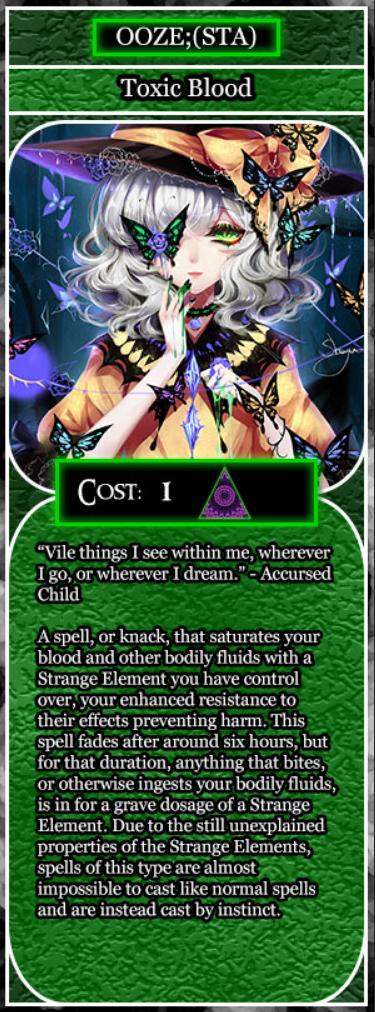 OOZE;(STA)
Toxic Blood
Cost: 1
“Vile things I see within me, wherever
I go, or wherever I dream.” - Accursed
Child
A spell, or knack, that saturates your
blood and other bodily fluids with a
Strange Element you have control
over, your enhanced resistance to
their effects preventing harm. This
spell fades after around six hours, but
for that duration, anything that bites,
or otherwise ingests your bodily fluids,
is in for a grave dosage of a Strange
Element. Due to the still unexplained
properties of the Strange Elements,
spells of this type are almost
impossible to cast like normal spells
and are instead cast by instinct.